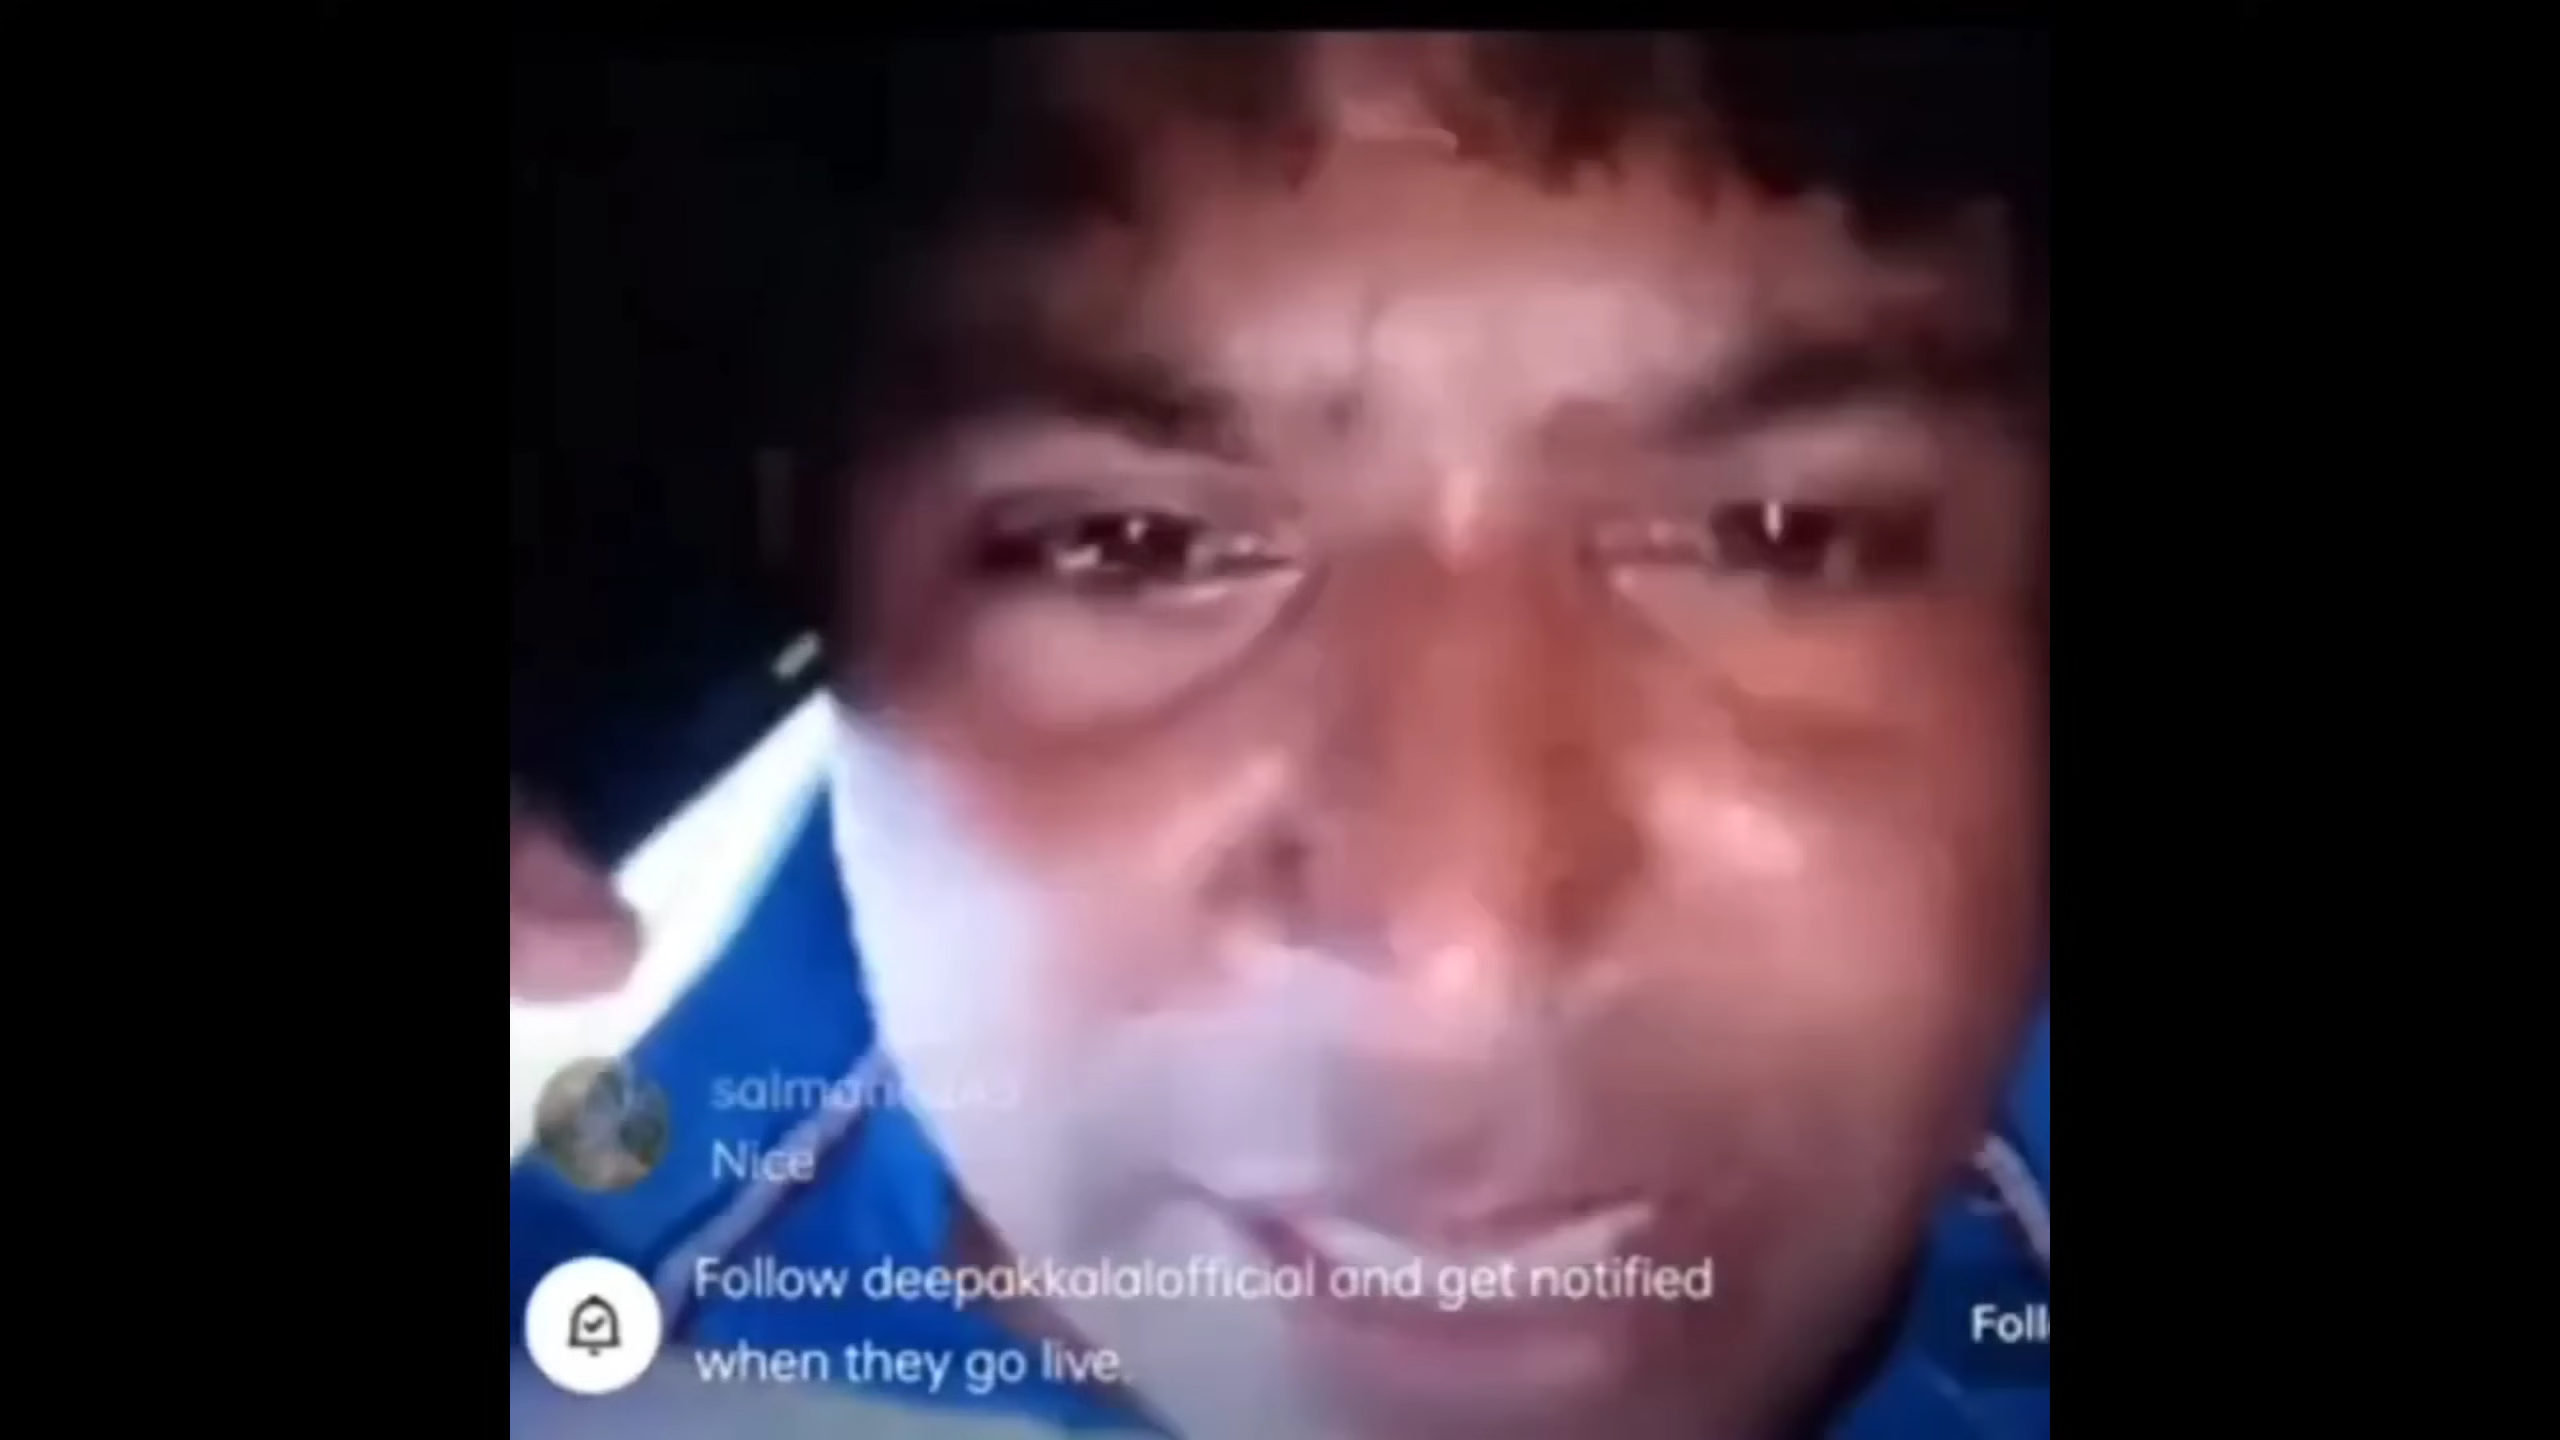 Nice
Follow deepakkalalofficial and get notified
when they go live.